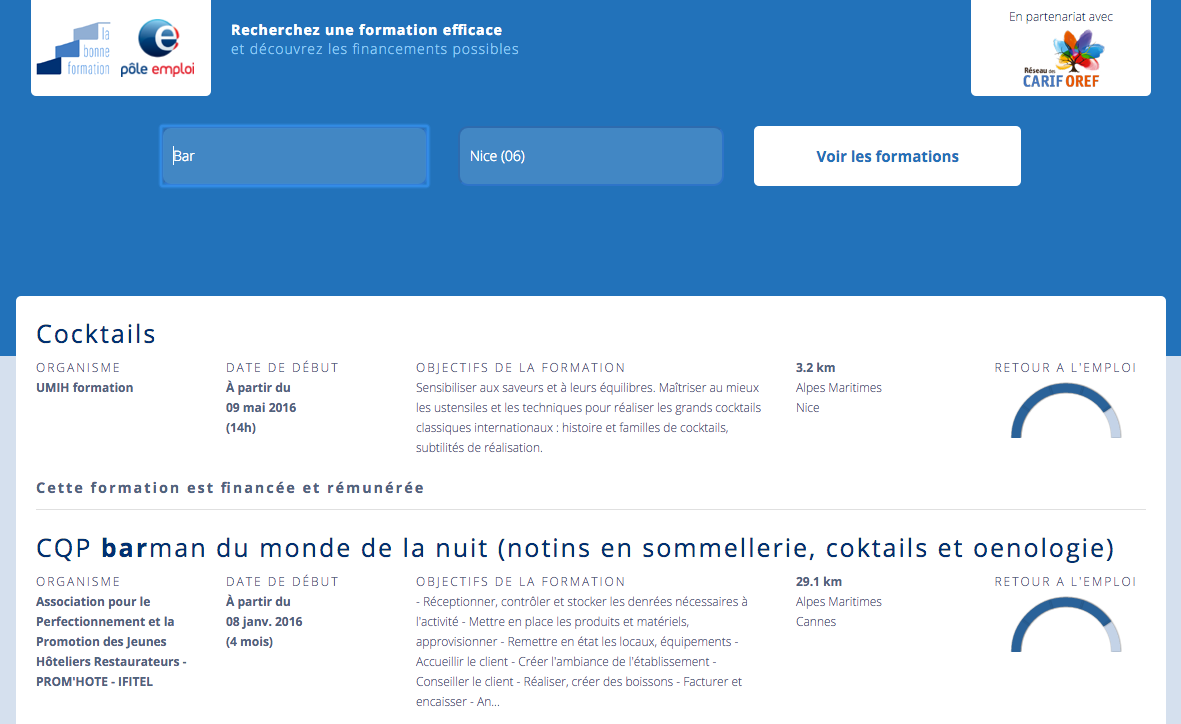 la
bonne
formation
pôle emploi
Recherchez une formation efficace
et découvrez les financements possibles
En partenariat avec
Réseau des
CARIF OREF
Bar
Nice (06)
Voir les formations
Cocktails
ORGANISME
UMIH formation
DATE DE DÉBUT
À partir du
09 mai 2016
(14h)
OBJECTIFS DE LA FORMATION
Sensibiliser aux saveurs et à leurs équilibres. Maîtriser au mieux
les ustensiles et les techniques pour réaliser les grands cocktails
classiques internationaux : histoire et familles de cocktails,
subtilités de réalisation.
3.2 km
Alpes Maritimes
Nice
RETOUR A L'EMPLOI
Cette formation est financée et rémunérée
CQP barman du monde de la nuit (notins en sommellerie, coktails et oenologie)
ORGANISME
Association pour le
Perfectionnement et la
Promotion des Jeunes
Hôteliers Restaurateurs -
PROM'HOTE - IFITEL
DATE DE DÉBUT
À partir du
08 janv. 2016
(4 mois)
OBJECTIFS DE LA FORMATION
- Réceptionner, contrôler et stocker les denrées nécessaires à
l'activité - Mettre en place les produits et matériels,
approvisionner - Remettre en état les locaux, équipements -
Accueillir le client - Créer l'ambiance de l'établissement -
Conseiller le client - Réaliser, créer des boissons - Facturer et
encaisser - An...
29.1 km
Alpes Maritimes
Cannes
RETOUR A L'EMPLOI